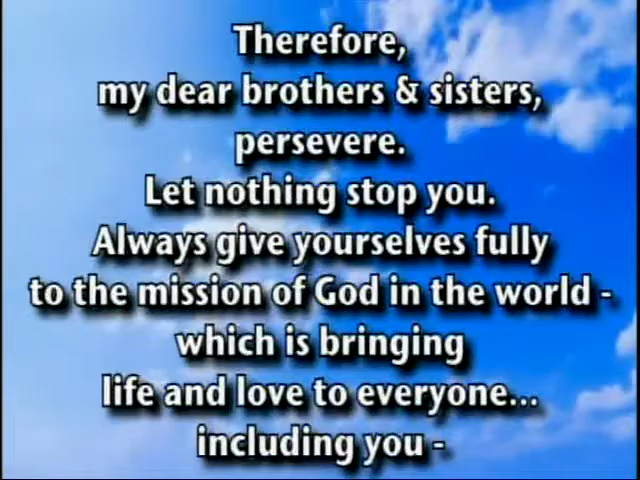 Therefore,
my dear brothers & sisters,
persevere.
Let nothing stop you.
Always give yourselves fully
to the mission of God in the world -
which is bringing
life and love to everyone...
including you -